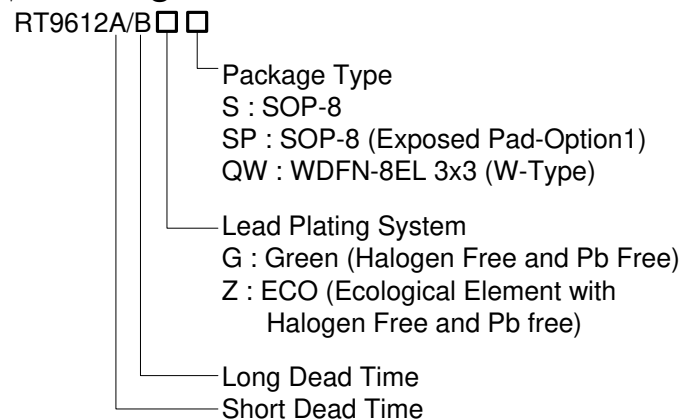 RT9612A/B□ □
Package Type
S : SOP-8
SP : SOP-8 (Exposed Pad-Option1)
QW : WDFN-8EL 3x3 (W-Type)
Lead Plating System
G : Green (Halogen Free and Pb Free)
Z : ECO (Ecological Element with
Halogen Free and Pb free)
Long Dead Time
Short Dead Time